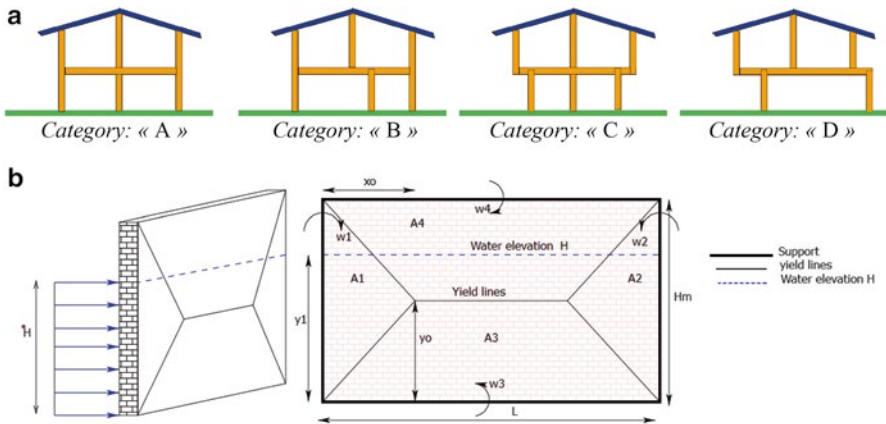 a
Category: « A »
Category: « B »
Category: « C »
Category: « D »
b
xo
w4
A4
w1
w2
Water elevation H
A1
A2
Support
yield lines
Water elevation H
H
y1
Yield lines
yo
A3
Hm
w3
L